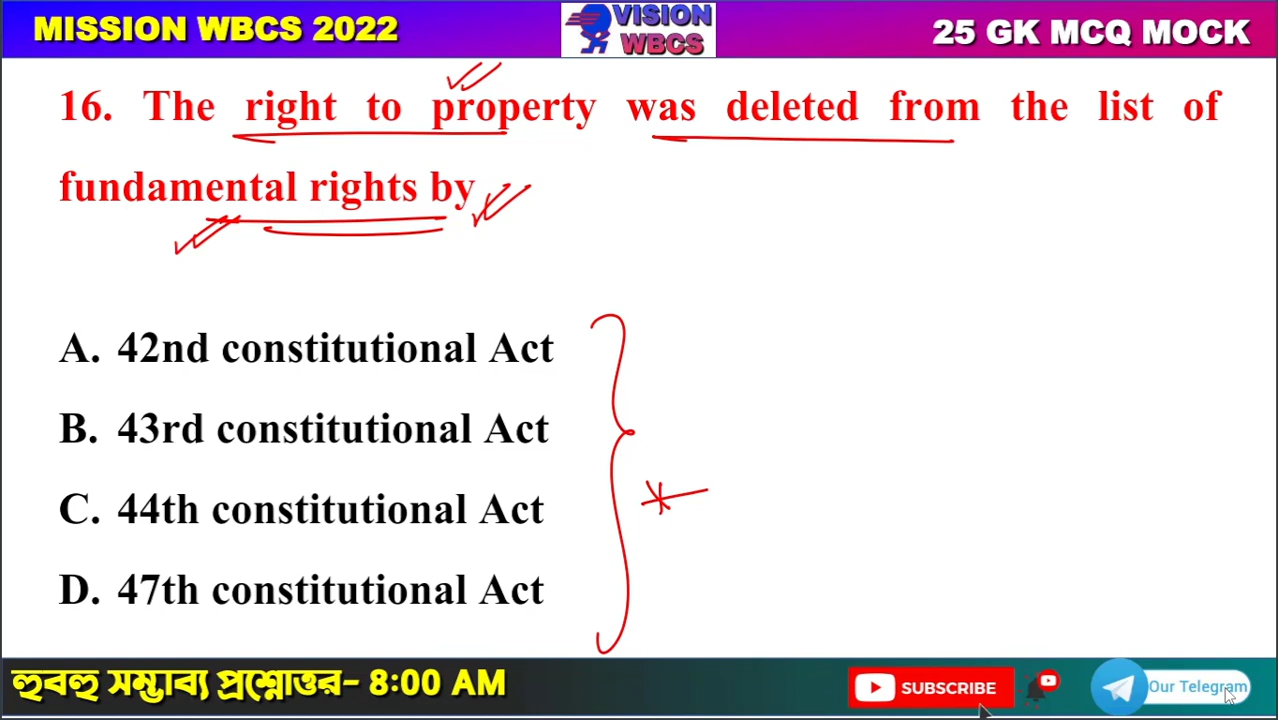 MISSION WBCS 2022
VISION
WBCS
25 GK MCQ MOCK
16. The right to property was deleted from the list of
fundamental rights by
A. 42nd constitutional Act
B. 43rd constitutional Act
C. 44th constitutional Act
D. 47th constitutional Act
হুবহু সম্ভাব্য প্রশ্নোত্তর- 8:00 AM
SUBSCRIBE
Our Telegram